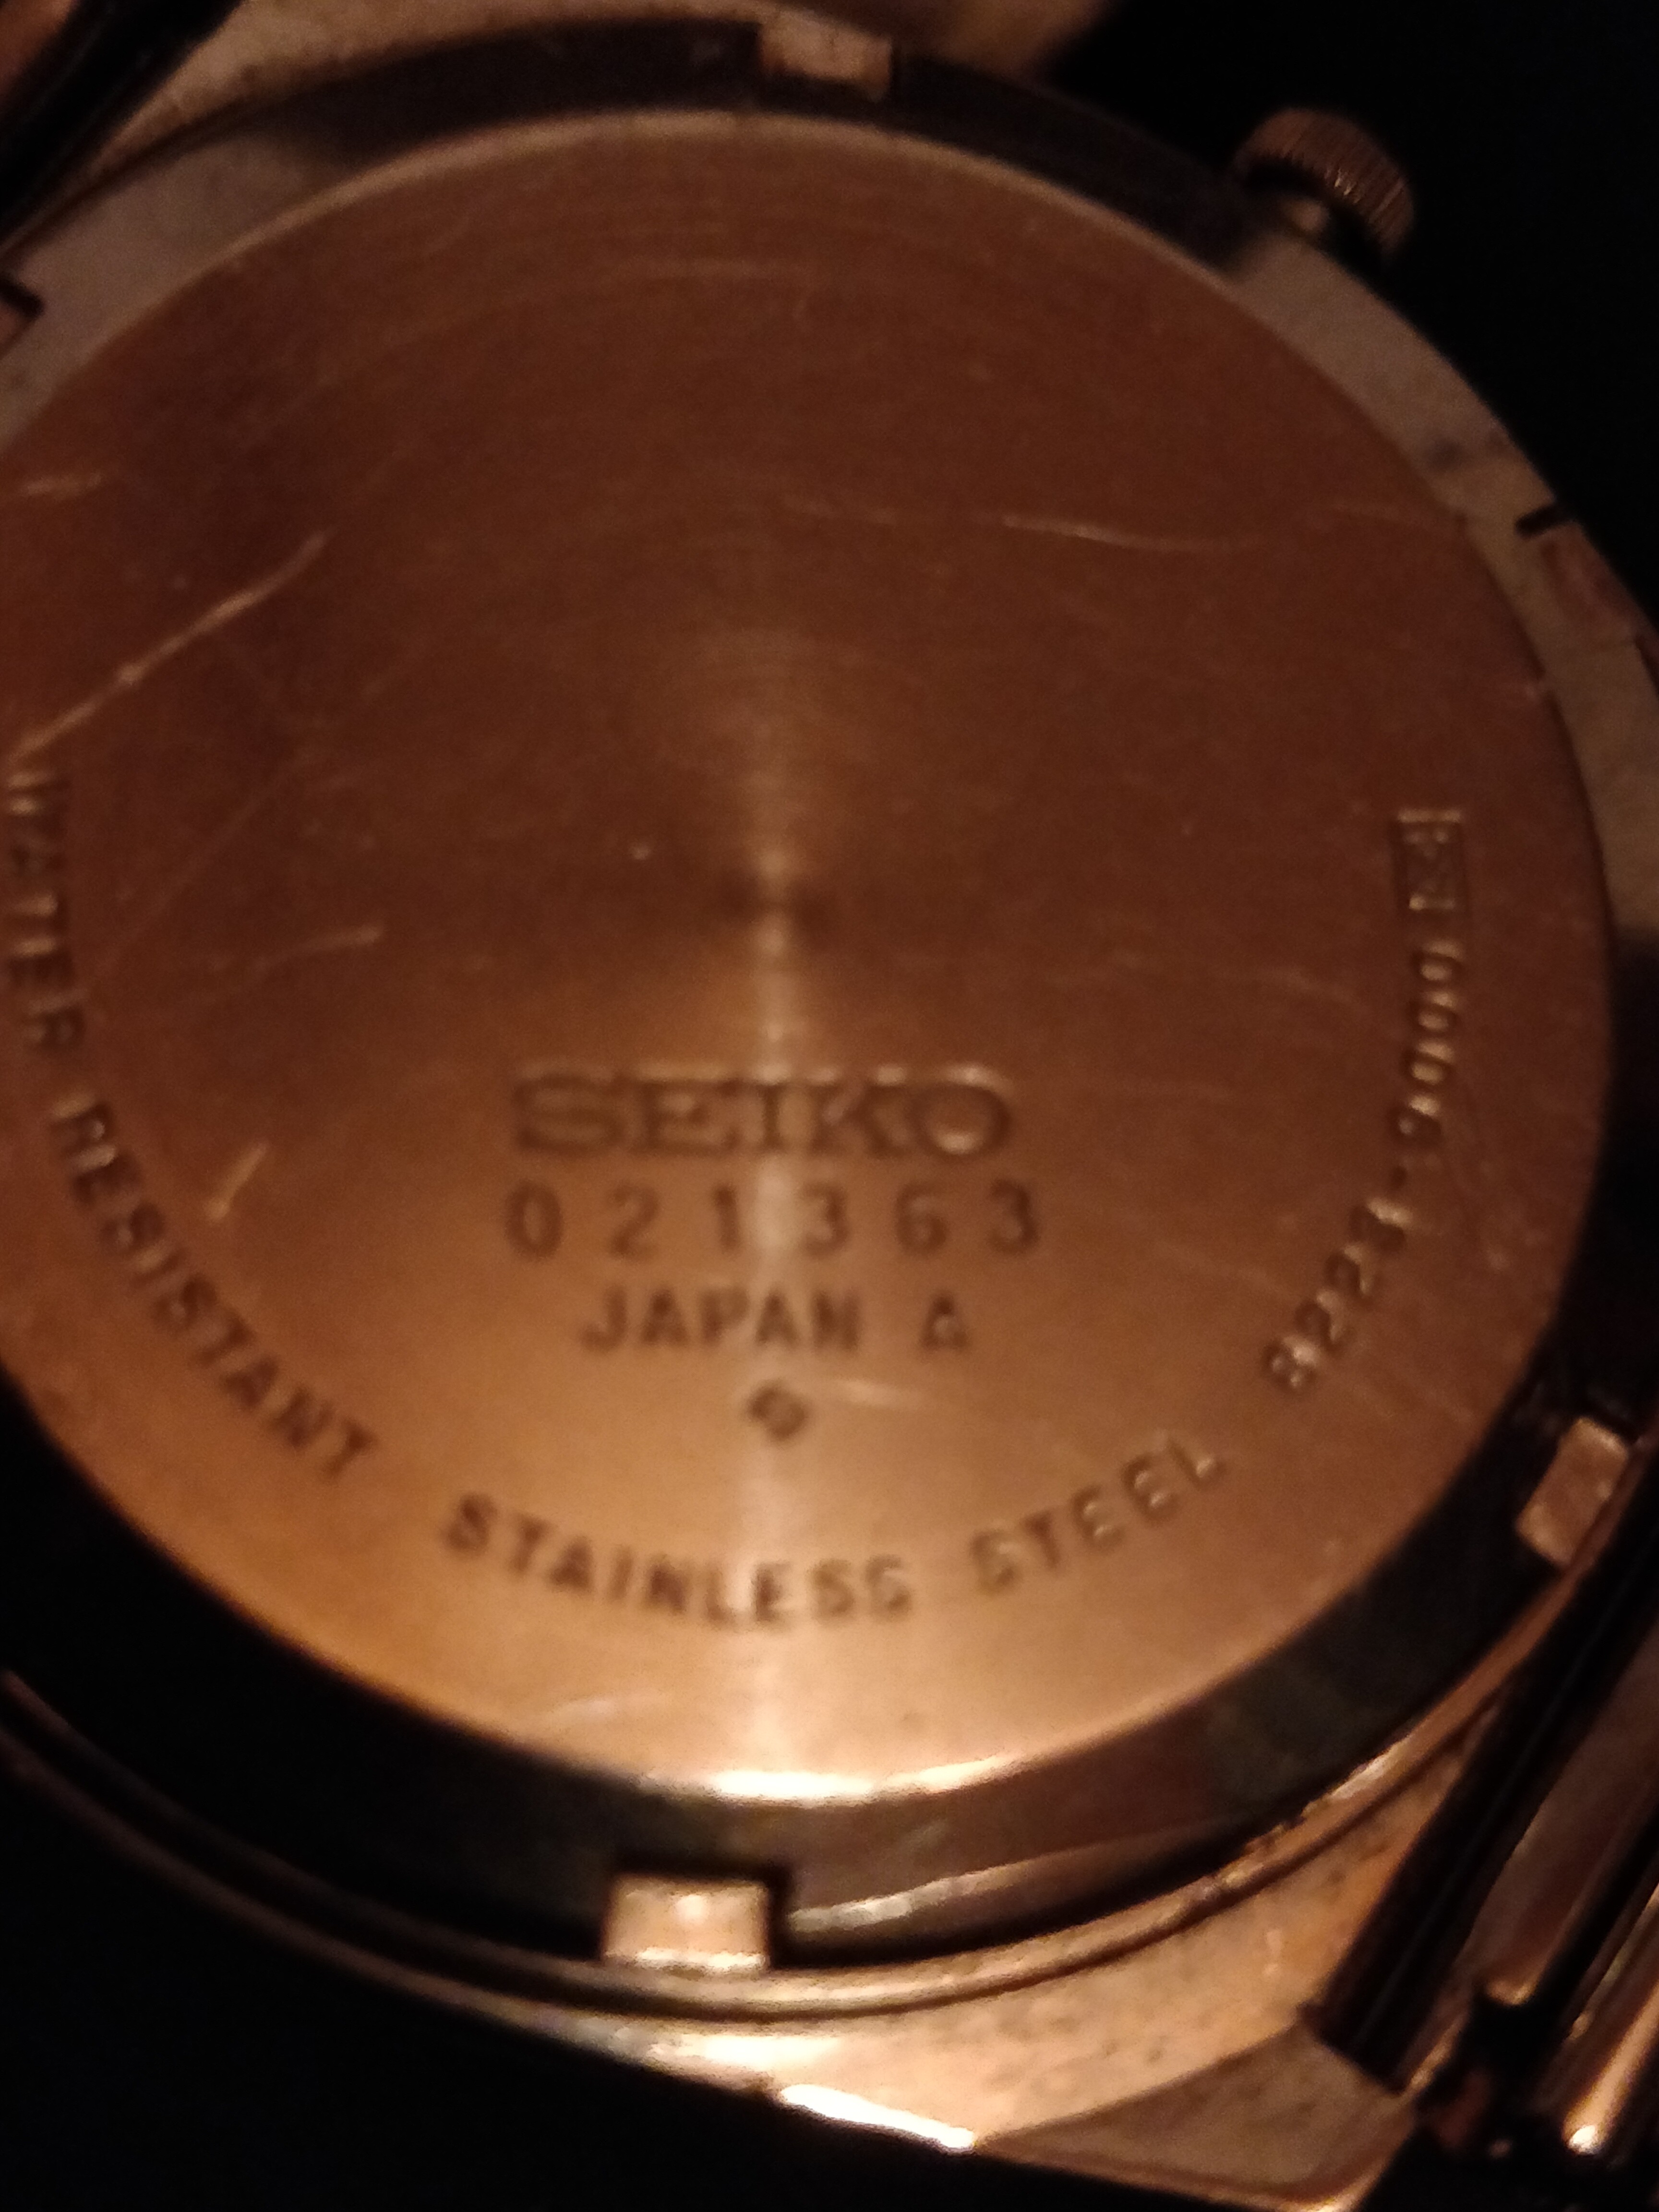 SEIKO
021363
JAPAN A
WATER RESISTANT STAINLESS STEEL